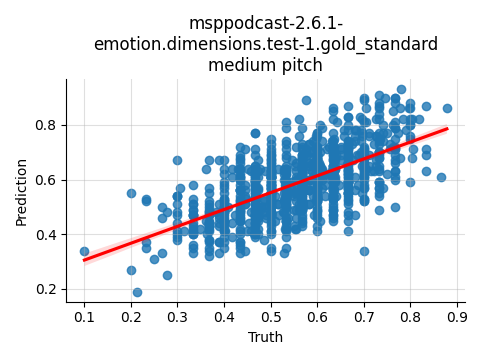 msppodcast-2.6.1-
emotion.dimensions.test-1.gold_standard
medium pitch
Prediction
0.8
0.6
0.4
0.2
0.1 0.2 0.3 0.4 0.5 0.6 0.7 0.8 0.9
Truth